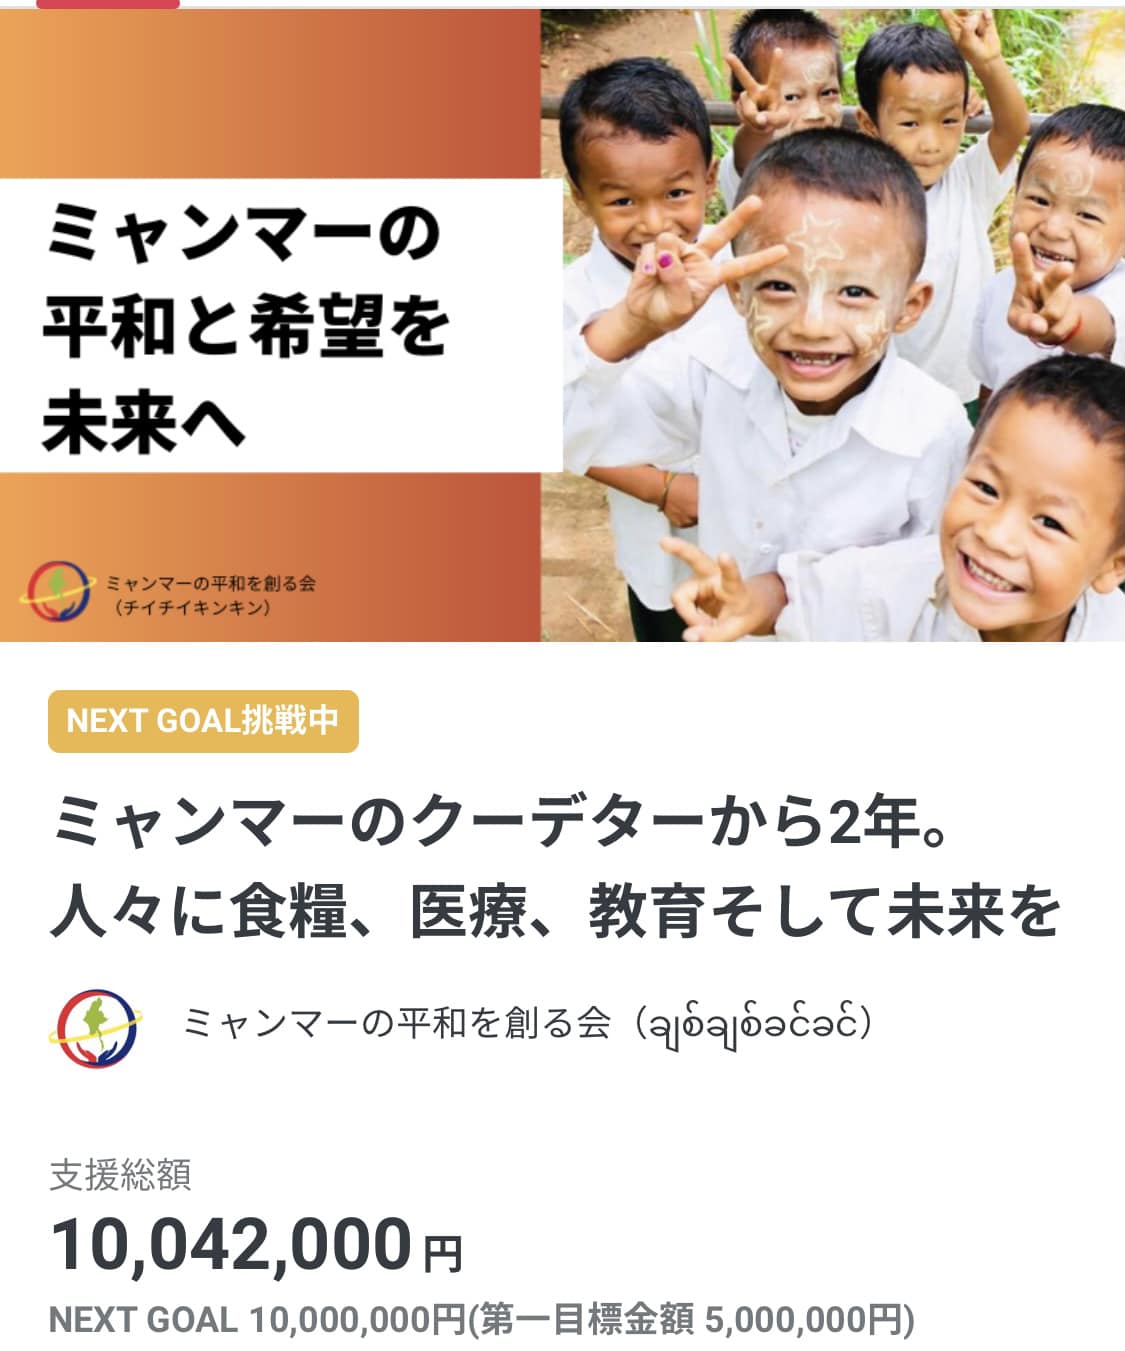 ミャンマーの
平和と希望を
未来へ
ミャンマーの平和を創る会
（チイチイキンキン）
NEXT GOAL挑戦中
ミャンマーのクーデターから2年。
人々に食糧、医療、教育そして未来を
ミャンマーの平和を創る会（ချစ်ချစ်ခင်ခင်）
支援総額
10,042,000 円
NEXT GOAL 10,000,000円(第一目標金額 5,000,000円)